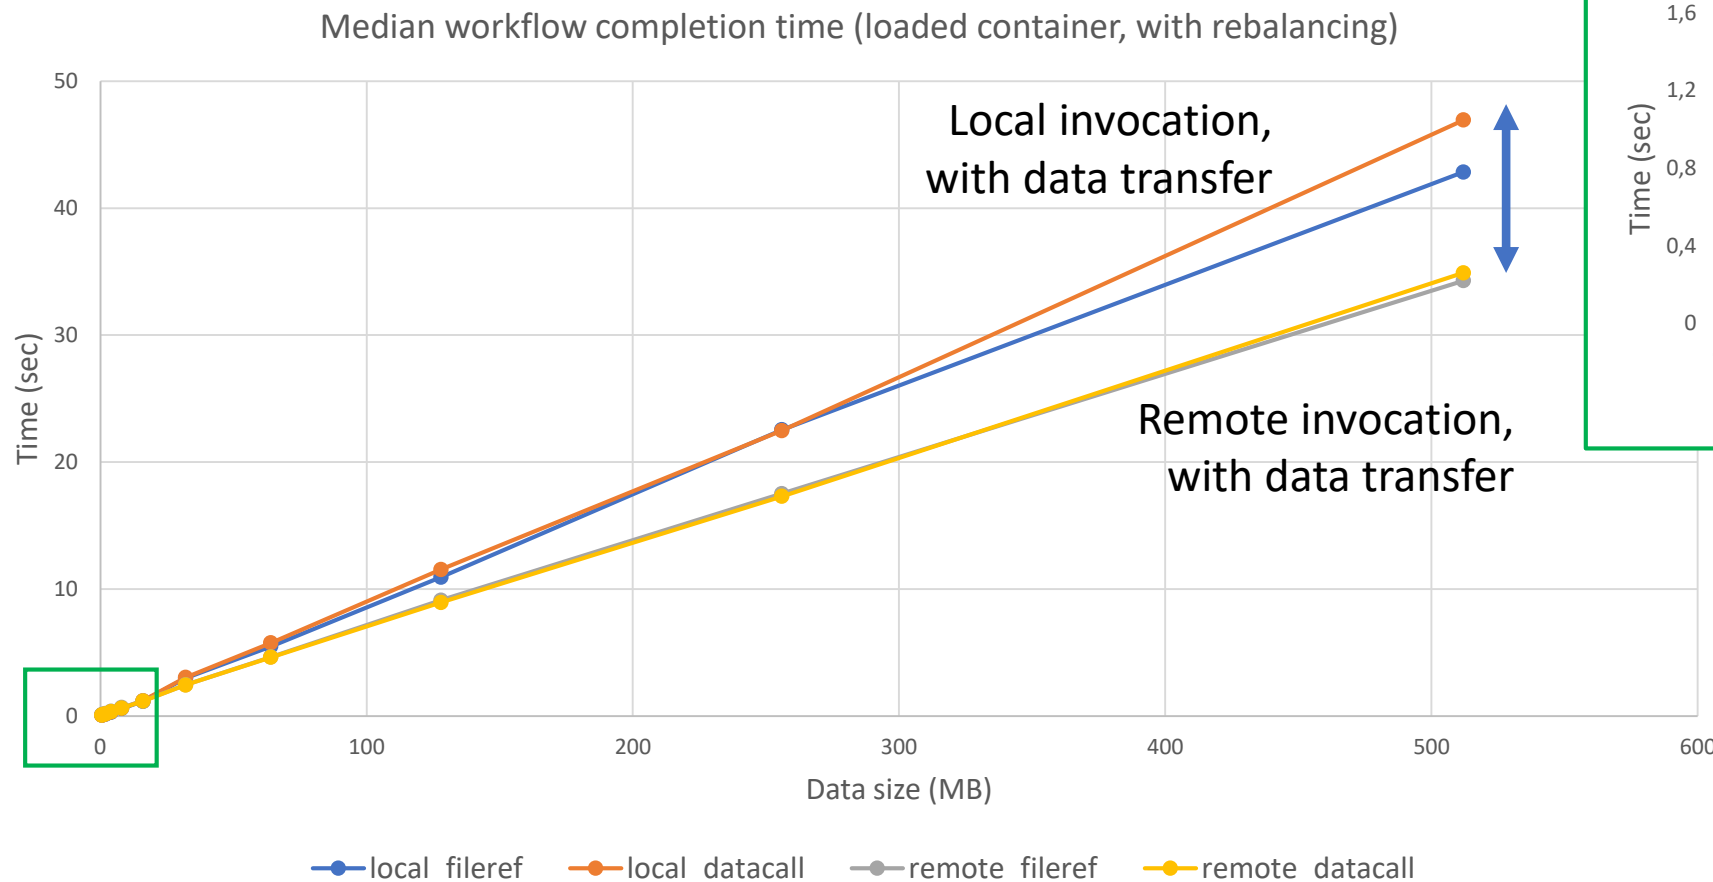 Median workflow completion time (loaded container, with rebalancing)
50
40
30
20
10
0
Time (sec)
Local invocation,
with data transfer
Remote invocation,
with data transfer
0
100
200
300
400
500
600
Data size (MB)
local fileref
local datacall
remote fileref
remote datacall
1,6
1,2
0,8
0,4
0
Time (sec)